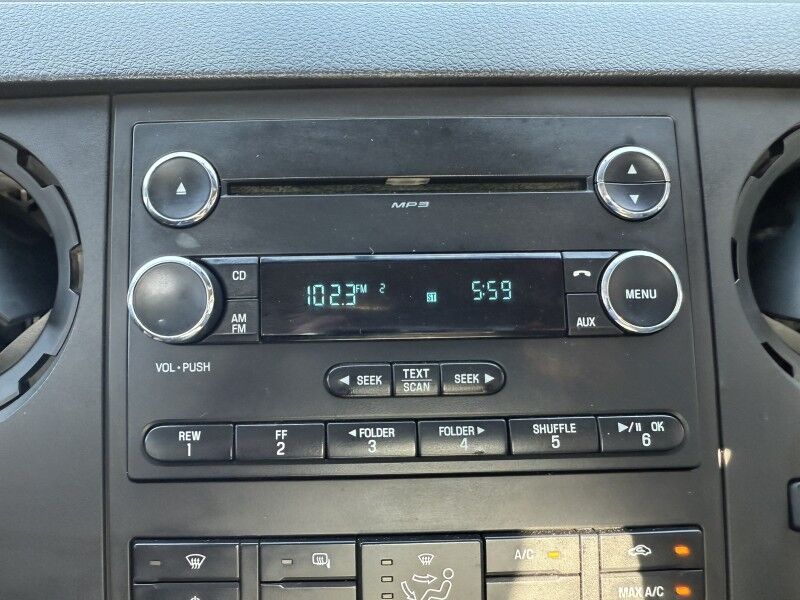 MP3
CD
AM
FM
102.3 FM 2 ST 5:59
AUX
MENU
VOL • PUSH
◀ SEEK
TEXT
SCAN
SEEK ▶
REW
1
FF
2
◀ FOLDER
3
FOLDER ▶
4
SHUFFLE
5
▶/II OK
6
A/C
MAX A/C